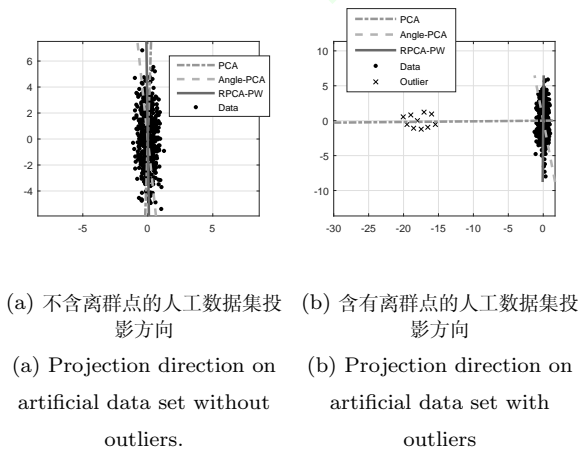 PCA
Angle-PCA
RPCA-PW
Data
6
4
2
0
-2
-4
-5
0
5
PCA
Angle-PCA
RPCA-PW
Data
Outlier
10
5
0
-5
-10
-30
-25
-20
-15
-10
-5
0
(a) 不含离群点的人工数据集投
影方向
(b) 含有离群点的人工数据集投
影方向
(a) Projection direction on
artificial data set without
outliers.
(b) Projection direction on
artificial data set with
outliers